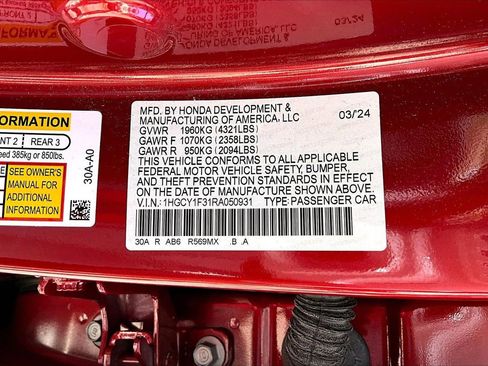 MFD. BY HONDA DEVELOPMENT & 03/24
MANUFACTURING OF AMERICA, LLC
GVWR 1960KG (4321LBS)
GAWR F 1070KG (2358LBS)
GAWR R 950KG (2094LBS)
THIS VEHICLE CONFORMS TO ALL APPLICABLE
FEDERAL MOTOR VEHICLE SAFETY, BUMPER,
AND THEFT PREVENTION STANDARDS IN EFFECT
ON THE DATE OF MANUFACTURE SHOWN ABOVE.
V.I.N.: 1HGCY1F31RA050931 TYPE: PASSENGER CAR
30A R AB6 R569MX .B .A
FORMATION
NT 2 REAR 3
eed 385kg or 850lbs.
SEE OWNER'S
MANUAL FOR
ADDITIONAL
INFORMATION
30A-A0